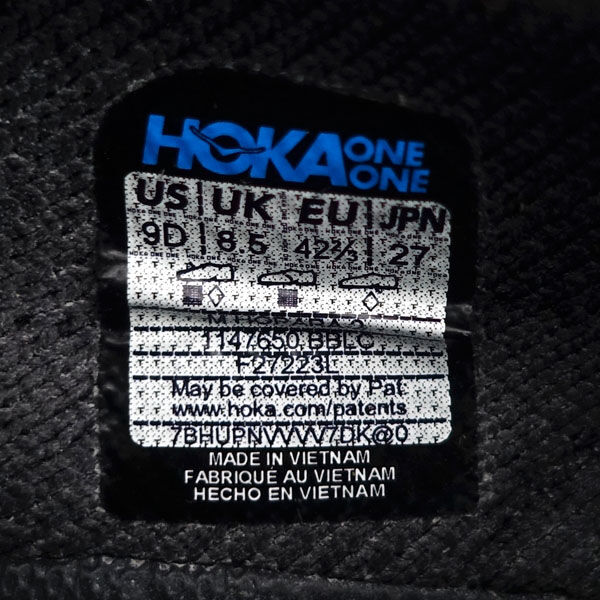 HOKA ONE ONE
US | UK | EU | JPN
9D | 8.5 | 42⅔ | 27
1147650 BBLC
F27223L
May be covered by Pat.
www.hoka.com/patents
7BHUPNVVVV7DK@0
MADE IN VIETNAM
FABRIQUÉ AU VIETNAM
HECHO EN VIETNAM